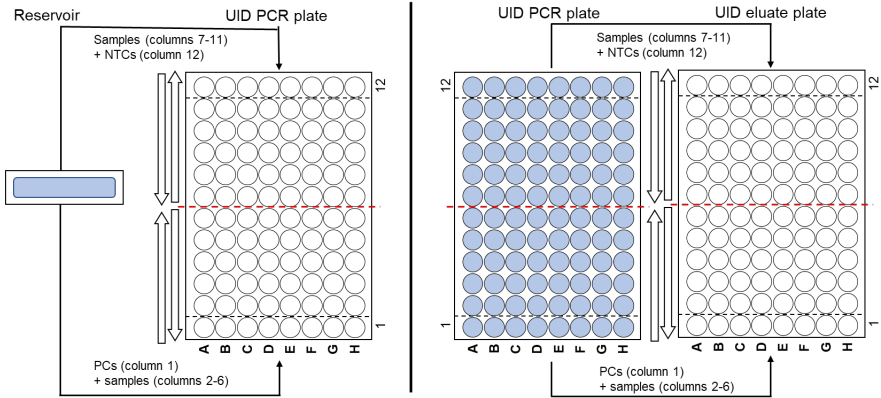 Reservoir
UID PCR plate
Samples (columns 7-11)
+ NTCs (column 12)
12
1
A B C D E F G H
PCs (column 1)
+ samples (columns 2-6)
UID PCR plate
UID eluate plate
Samples (columns 7-11)
+ NTCs (column 12)
12
12
1
1
A B C D E F G H
A B C D E F G H
PCs (column 1)
+ samples (columns 2-6)